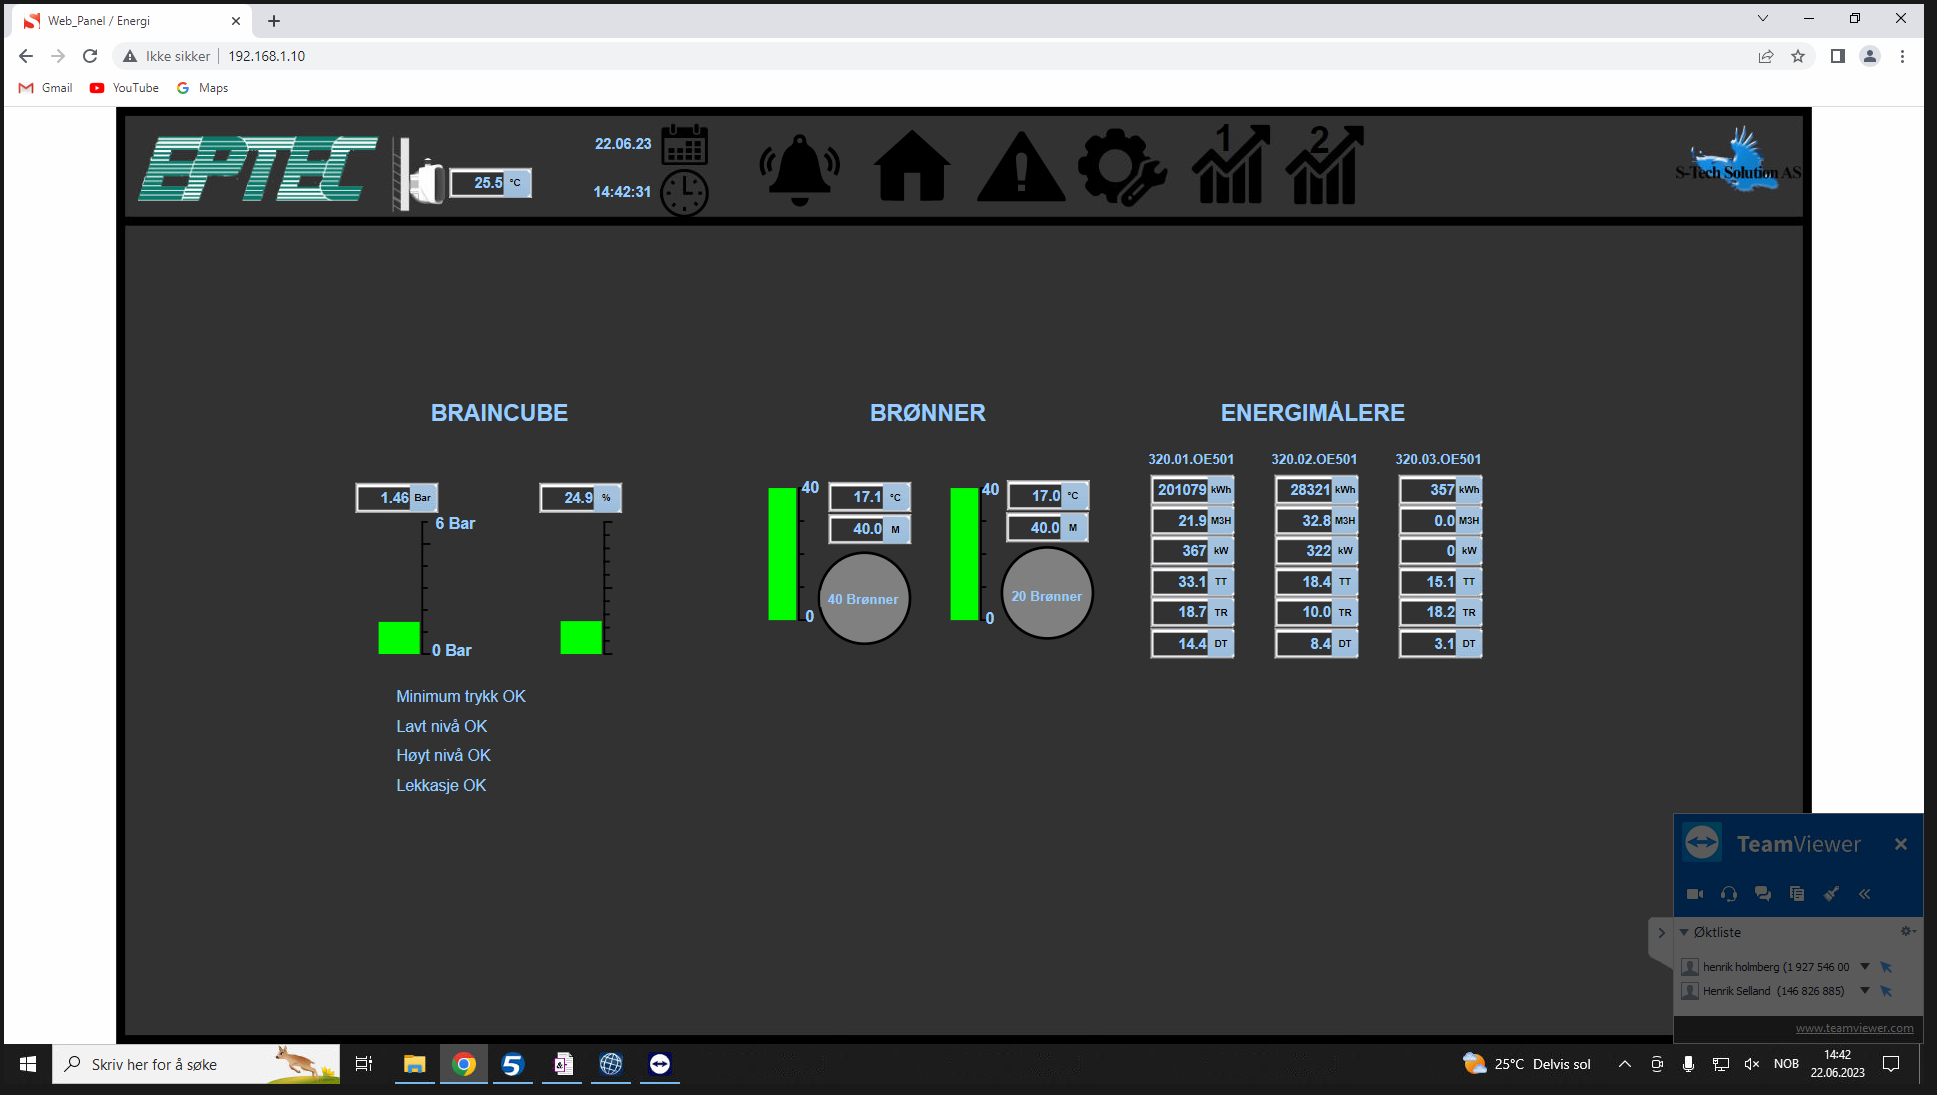 Web_Panel / Energi
Ikke sikker 192.168.1.10
Gmail YouTube Maps
EPTEC
25.5 °C
22.06.23
14:42:31
1 2
S-Tech Solution AS
BRAINCUBE
1.46 Bar
24.9 %
6 Bar
0 Bar
Minimum trykk OK
Lavt nivå OK
Høyt nivå OK
Lekkasje OK
BRØNNER
40
17.1 °C
40.0 M
40 Brønner
0
40
17.0 °C
40.0 M
20 Brønner
0
ENERGIMÅLERE
320.01.OE501 320.02.OE501 320.03.OE501
201079 kWh 28321 kWh 357 kWh
21.9 M3H 32.8 M3H 0.0 M3H
367 kW 322 kW 0 kW
33.1 TT 18.4 TT 15.1 TT
18.7 TR 10.0 TR 18.2 TR
14.4 DT 8.4 DT 3.1 DT
TeamViewer
Øktliste
henrik holmberg (1 927 546 00
Henrik Selland (146 826 885)
www.teamviewer.com
Skriv her for å søke
5
25°C Delvis sol
NOB
14:42
22.06.2023